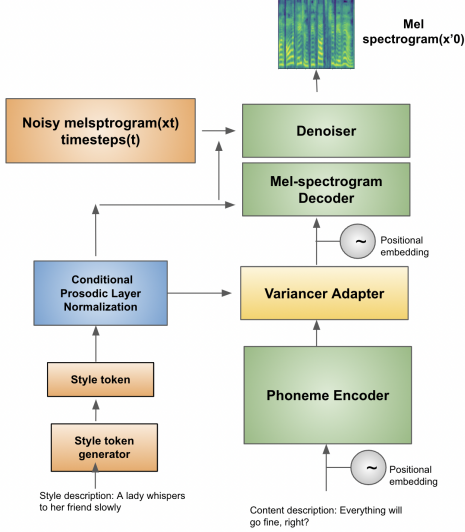 Mel
spectrogram(x'0)
Noisy melsptrogram(xt)
timesteps(t)
Denoiser
Mel-spectrogram
Decoder
~
Positional
embedding
Conditional
Prosodic Layer
Normalization
Variancer Adapter
Style token
Phoneme Encoder
Style token
generator
~
Positional
embedding
Style description: A lady whispers
to her friend slowly
Content description: Everything will
go fine, right?